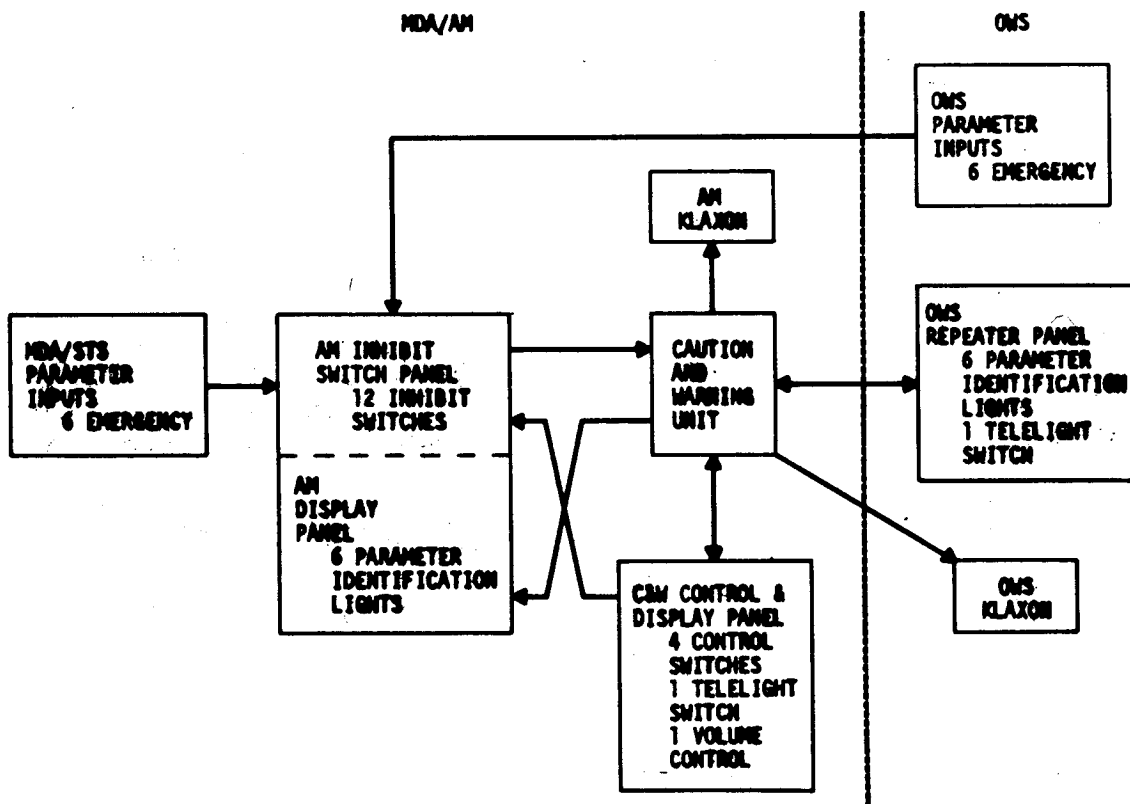 MDA/AM
OWS
OWS
PARAMETER
INPUTS
6 EMERGENCY
AM
KLAXON
MDA/STS
PARAMETER
INPUTS
6 EMERGENCY
AM INHIBIT
SWITCH PANEL
12 INHIBIT
SWITCHES
AM
DISPLAY
PANEL
6 PARAMETER
IDENTIFICATION
LIGHTS
CAUTION
AND
WARNING
UNIT
OWS
REPEATER PANEL
6 PARAMETER
IDENTIFICATION
LIGHTS
1 TELELIGHT
SWITCH
C&W CONTROL &
DISPLAY PANEL
4 CONTROL
SWITCHES
1 TELELIGHT
SWITCH
1 VOLUME
CONTROL
OWS
KLAXON